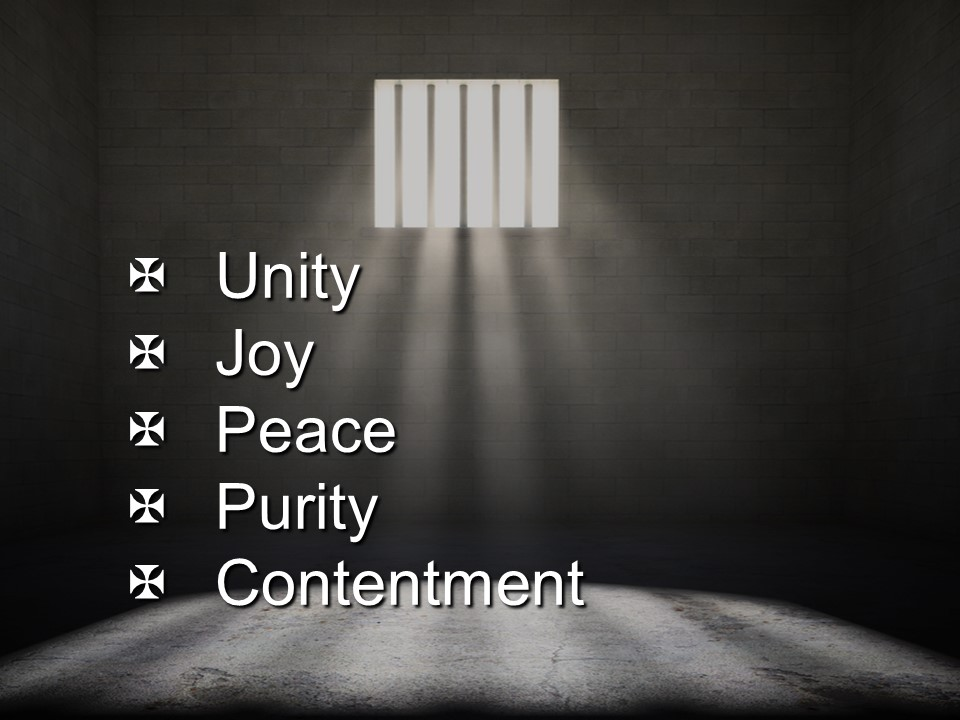 ✠ Unity
✠ Joy
✠ Peace
✠ Purity
✠ Contentment